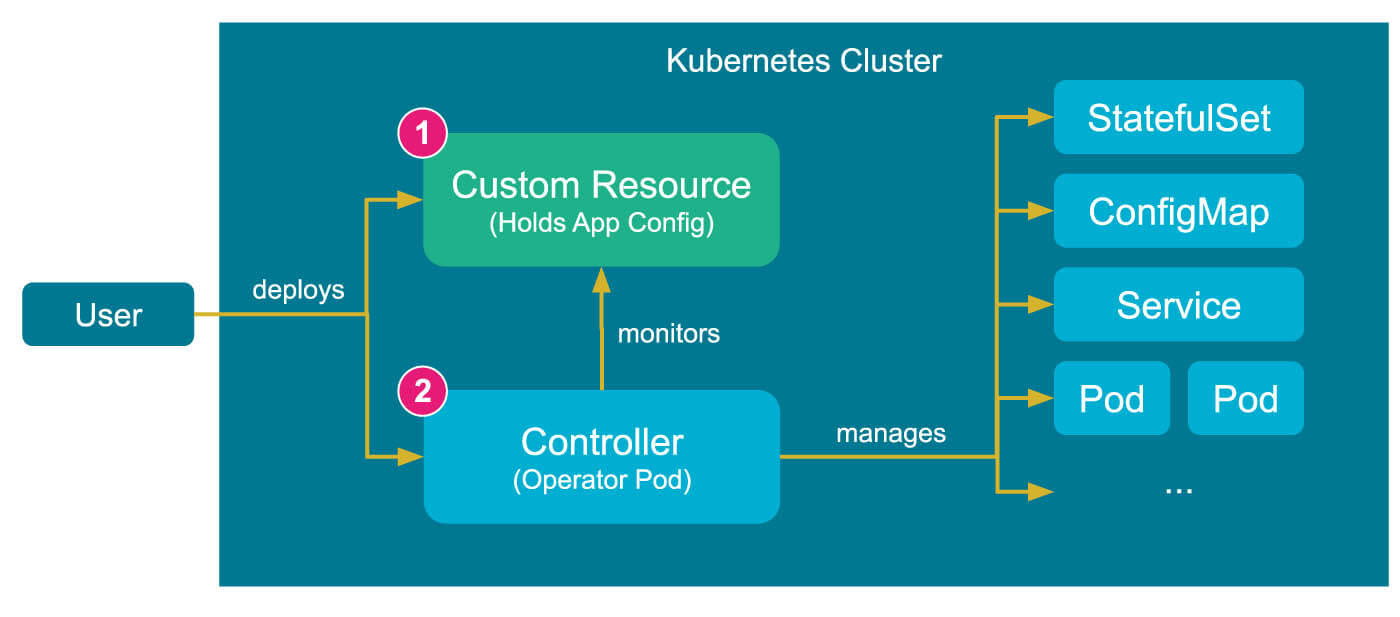 Kubernetes Cluster
1
Custom Resource
(Holds App Config)
User
deploys
monitors
2
Controller
(Operator Pod)
manages
StatefulSet
ConfigMap
Service
Pod Pod
...